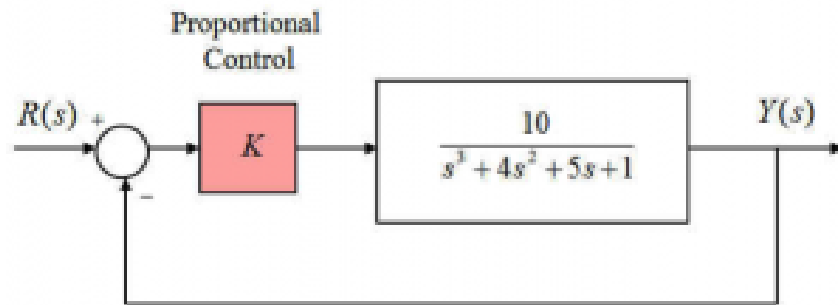 Proportional
Control
R(s) +
K
10
s³ + 4s² + 5s + 1
Y(s)
−